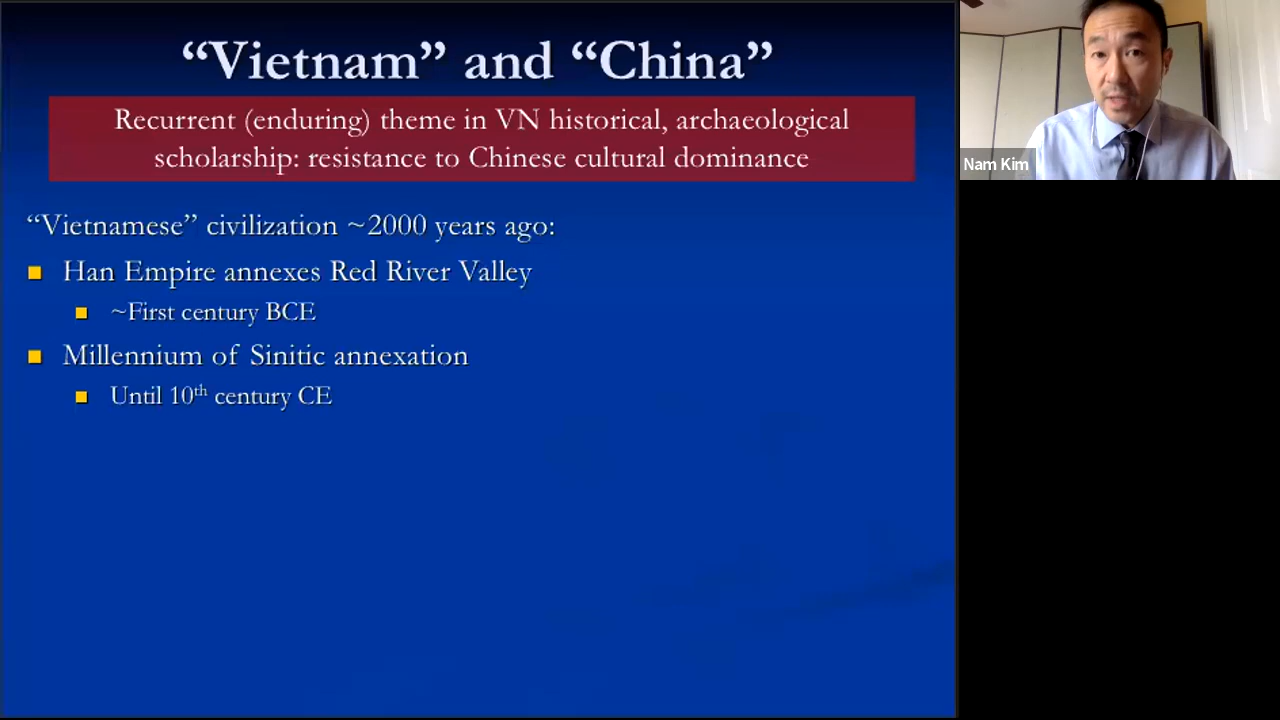 “Vietnam” and “China”
Recurrent (enduring) theme in VN historical, archaeological
scholarship: resistance to Chinese cultural dominance
“Vietnamese” civilization ~2000 years ago:
Han Empire annexes Red River Valley
~First century BCE
Millennium of Sinitic annexation
Until 10th century CE
Nam Kim